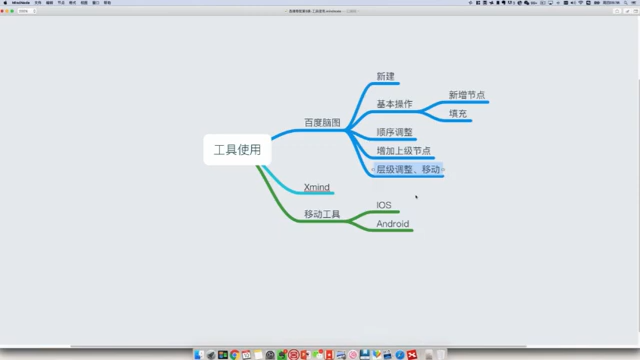 新建
新增节点
基本操作
填充
百度脑图
顺序调整
增加上级节点
工具使用
层级调整、移动
Xmind
IOS
移动工具
Android